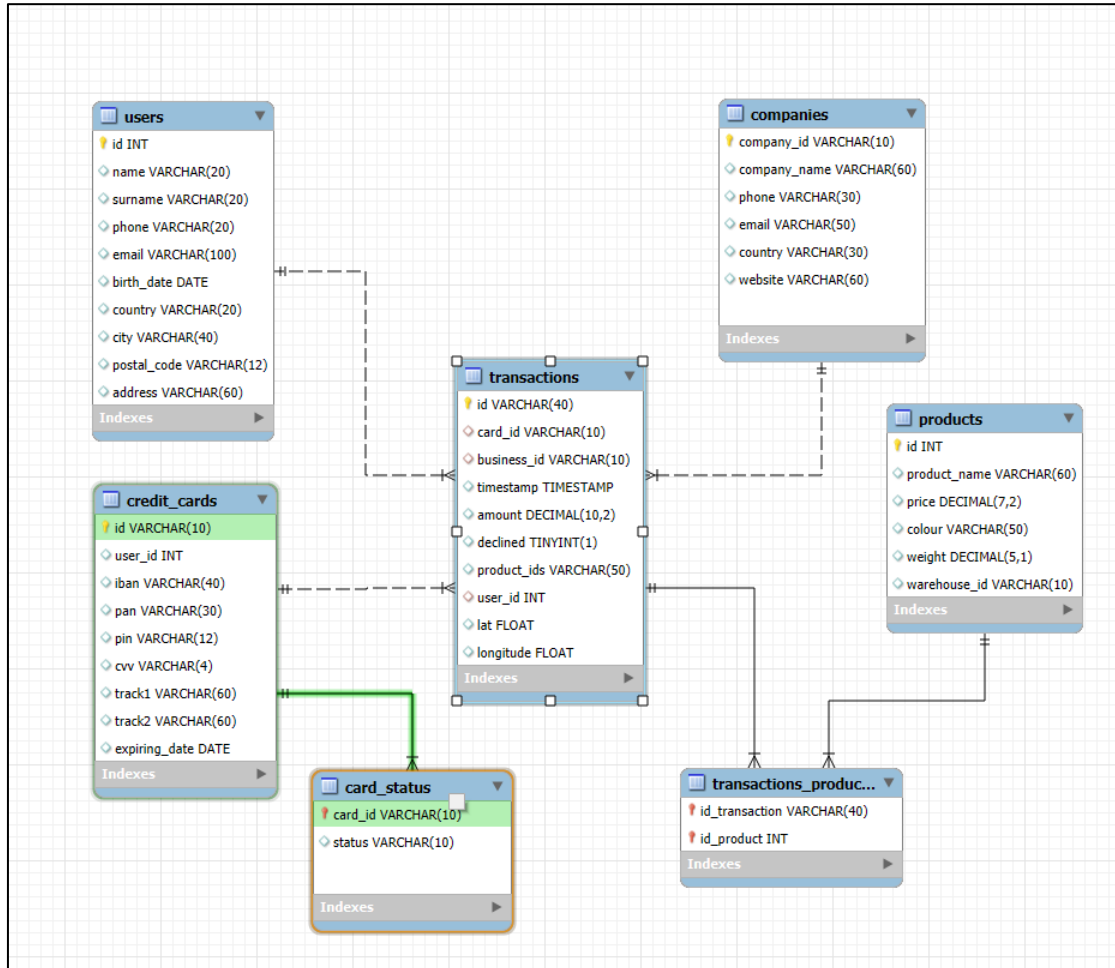 users
id INT
name VARCHAR(20)
surname VARCHAR(20)
phone VARCHAR(20)
email VARCHAR(100)
birth_date DATE
country VARCHAR(20)
city VARCHAR(40)
postal_code VARCHAR(12)
address VARCHAR(60)
Indexes
companies
company_id VARCHAR(10)
company_name VARCHAR(60)
phone VARCHAR(30)
email VARCHAR(50)
country VARCHAR(30)
website VARCHAR(60)
Indexes
transactions
id VARCHAR(40)
card_id VARCHAR(10)
business_id VARCHAR(10)
timestamp TIMESTAMP
amount DECIMAL(10,2)
declined TINYINT(1)
product_ids VARCHAR(50)
user_id INT
lat FLOAT
longitude FLOAT
Indexes
products
id INT
product_name VARCHAR(60)
price DECIMAL(7,2)
colour VARCHAR(50)
weight DECIMAL(5,1)
warehouse_id VARCHAR(10)
Indexes
credit_cards
id VARCHAR(10)
user_id INT
iban VARCHAR(40)
pan VARCHAR(30)
pin VARCHAR(12)
cvv VARCHAR(4)
track1 VARCHAR(60)
track2 VARCHAR(60)
expiring_date DATE
Indexes
card_status
card_id VARCHAR(10)
status VARCHAR(10)
Indexes
transactions_produc...
id_transaction VARCHAR(40)
id_product INT
Indexes